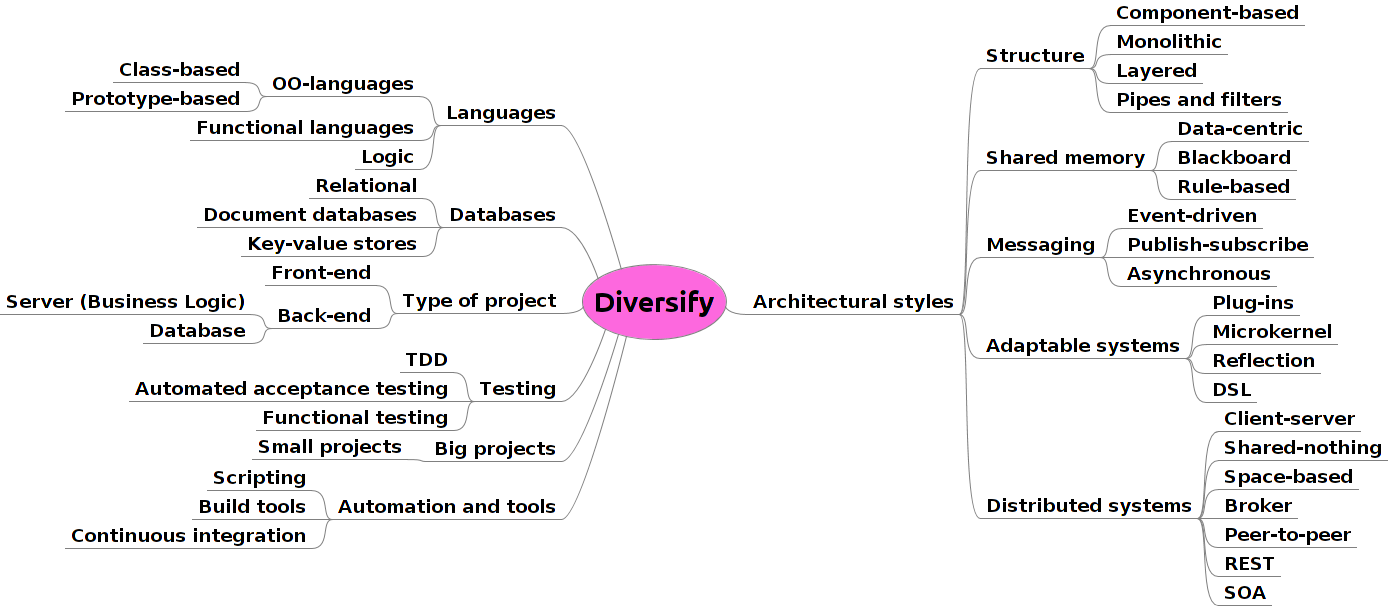 Diversify
Languages
OO-languages
Class-based
Prototype-based
Functional languages
Logic
Databases
Relational
Document databases
Key-value stores
Type of project
Front-end
Back-end
Server (Business Logic)
Database
Testing
TDD
Automated acceptance testing
Functional testing
Big projects
Small projects
Automation and tools
Scripting
Build tools
Continuous integration
Architectural styles
Structure
Component-based
Monolithic
Layered
Pipes and filters
Shared memory
Data-centric
Blackboard
Rule-based
Messaging
Event-driven
Publish-subscribe
Asynchronous
Adaptable systems
Plug-ins
Microkernel
Reflection
DSL
Distributed systems
Client-server
Shared-nothing
Space-based
Broker
Peer-to-peer
REST
SOA